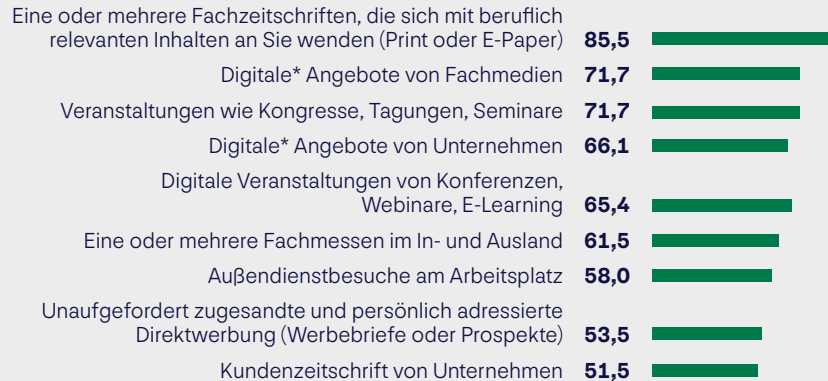 Eine oder mehrere Fachzeitschriften, die sich mit beruflich
relevanten Inhalten an Sie wenden (Print oder E-Paper) 85,5
Digitale* Angebote von Fachmedien 71,7
Veranstaltungen wie Kongresse, Tagungen, Seminare 71,7
Digitale* Angebote von Unternehmen 66,1
Digitale Veranstaltungen von Konferenzen,
Webinare, E-Learning 65,4
Eine oder mehrere Fachmessen im In- und Ausland 61,5
Außendienstbesuche am Arbeitsplatz 58,0
Unaufgefordert zugesandte und persönlich adressierte
Direktwerbung (Werbebriefe oder Prospekte) 53,5
Kundenzeitschrift von Unternehmen 51,5